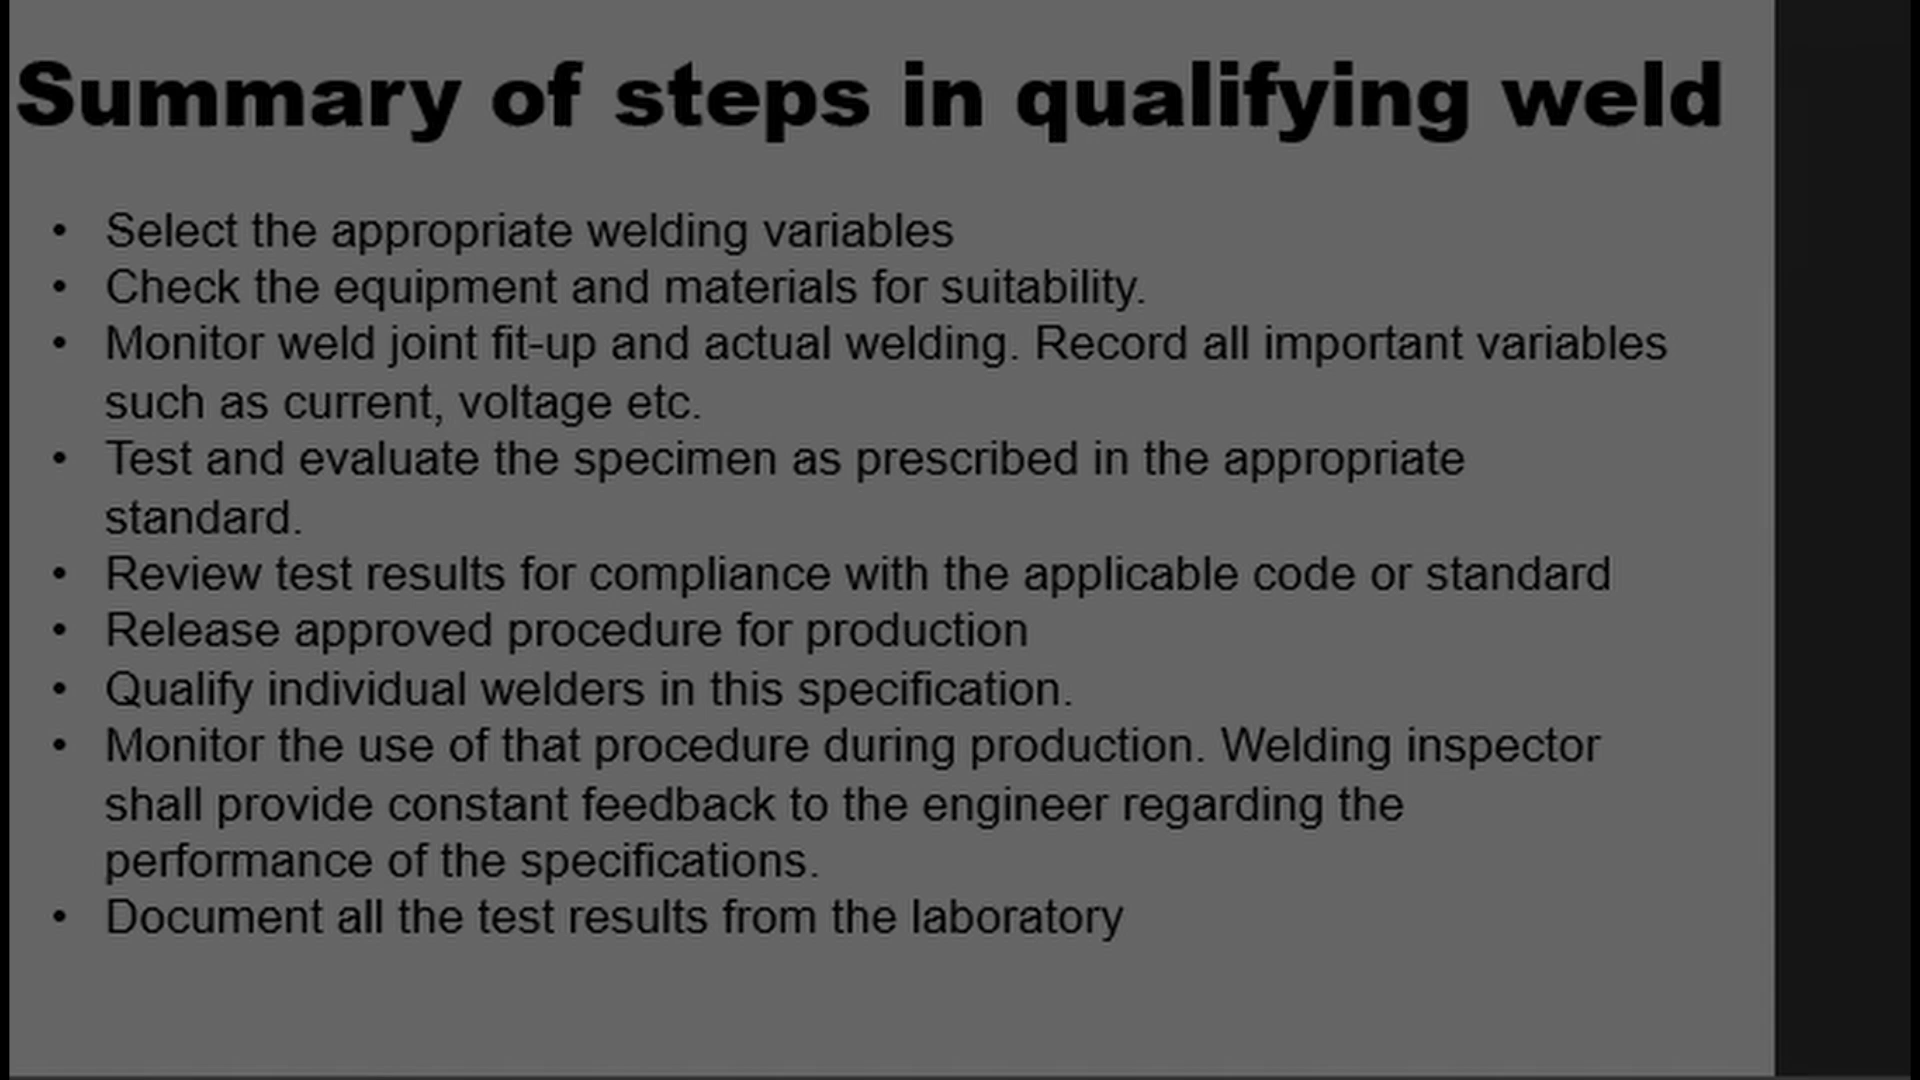 Summary of steps in qualifying weld
• Select the appropriate welding variables
• Check the equipment and materials for suitability.
• Monitor weld joint fit-up and actual welding. Record all important variables
such as current, voltage etc.
• Test and evaluate the specimen as prescribed in the appropriate
standard.
• Review test results for compliance with the applicable code or standard
• Release approved procedure for production
• Qualify individual welders in this specification.
• Monitor the use of that procedure during production. Welding inspector
shall provide constant feedback to the engineer regarding the
performance of the specifications.
• Document all the test results from the laboratory